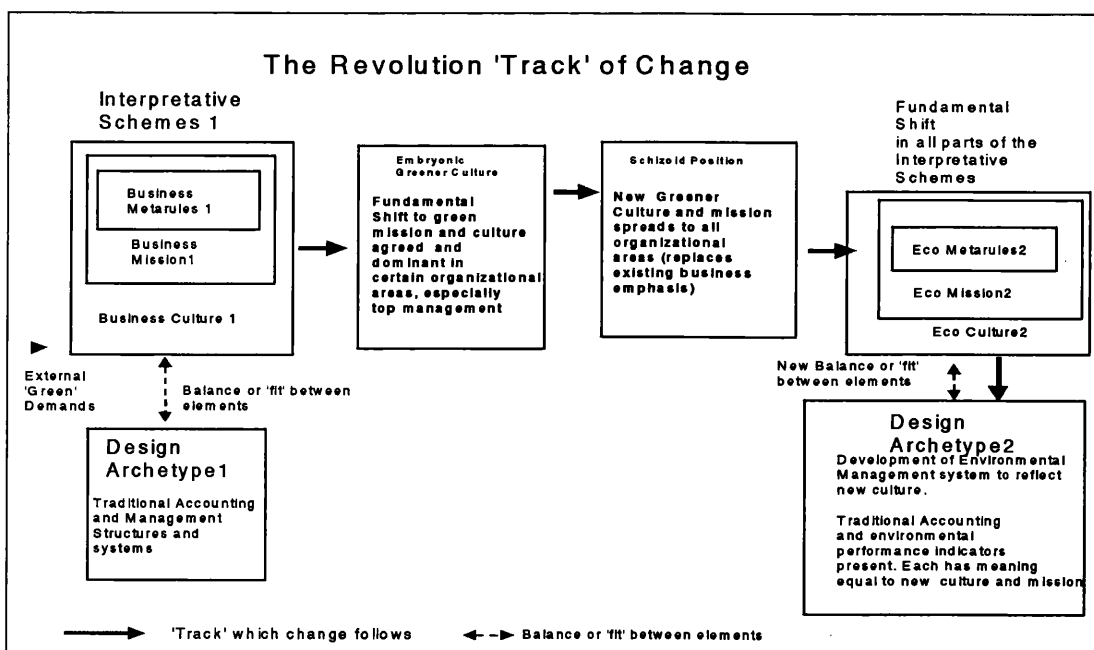 The Revolution 'Track' of Change
Interpretative
Schemes 1
Business
Metarules 1
Business
Mission1
Business Culture 1
External
'Green'
Demands
Balance or 'fit' between
elements
Design
Archetype1
Traditional Accounting
and Management
Structures and
systems
Embryonic
Greener Culture
Fundamental
Shift to green
mission and culture
agreed and
dominant in
certain organizational
areas, especially
top management
Schizoid Position
New Greener
Culture and mission
spreads to all
organizational
areas (replaces
existing business
emphasis)
Fundamental
Shift
in all parts of the
Interpretative
Schemes
Eco Metarules2
Eco Mission2
Eco Culture2
New Balance or 'fit'
between elements
Design
Archetype2
Development of Environmental
Management system to reflect
new culture.
Traditional Accounting
and environmental
performance indicators
present. Each has meaning
equal to new culture and mission
'Track' which change follows
Balance or 'fit' between elements